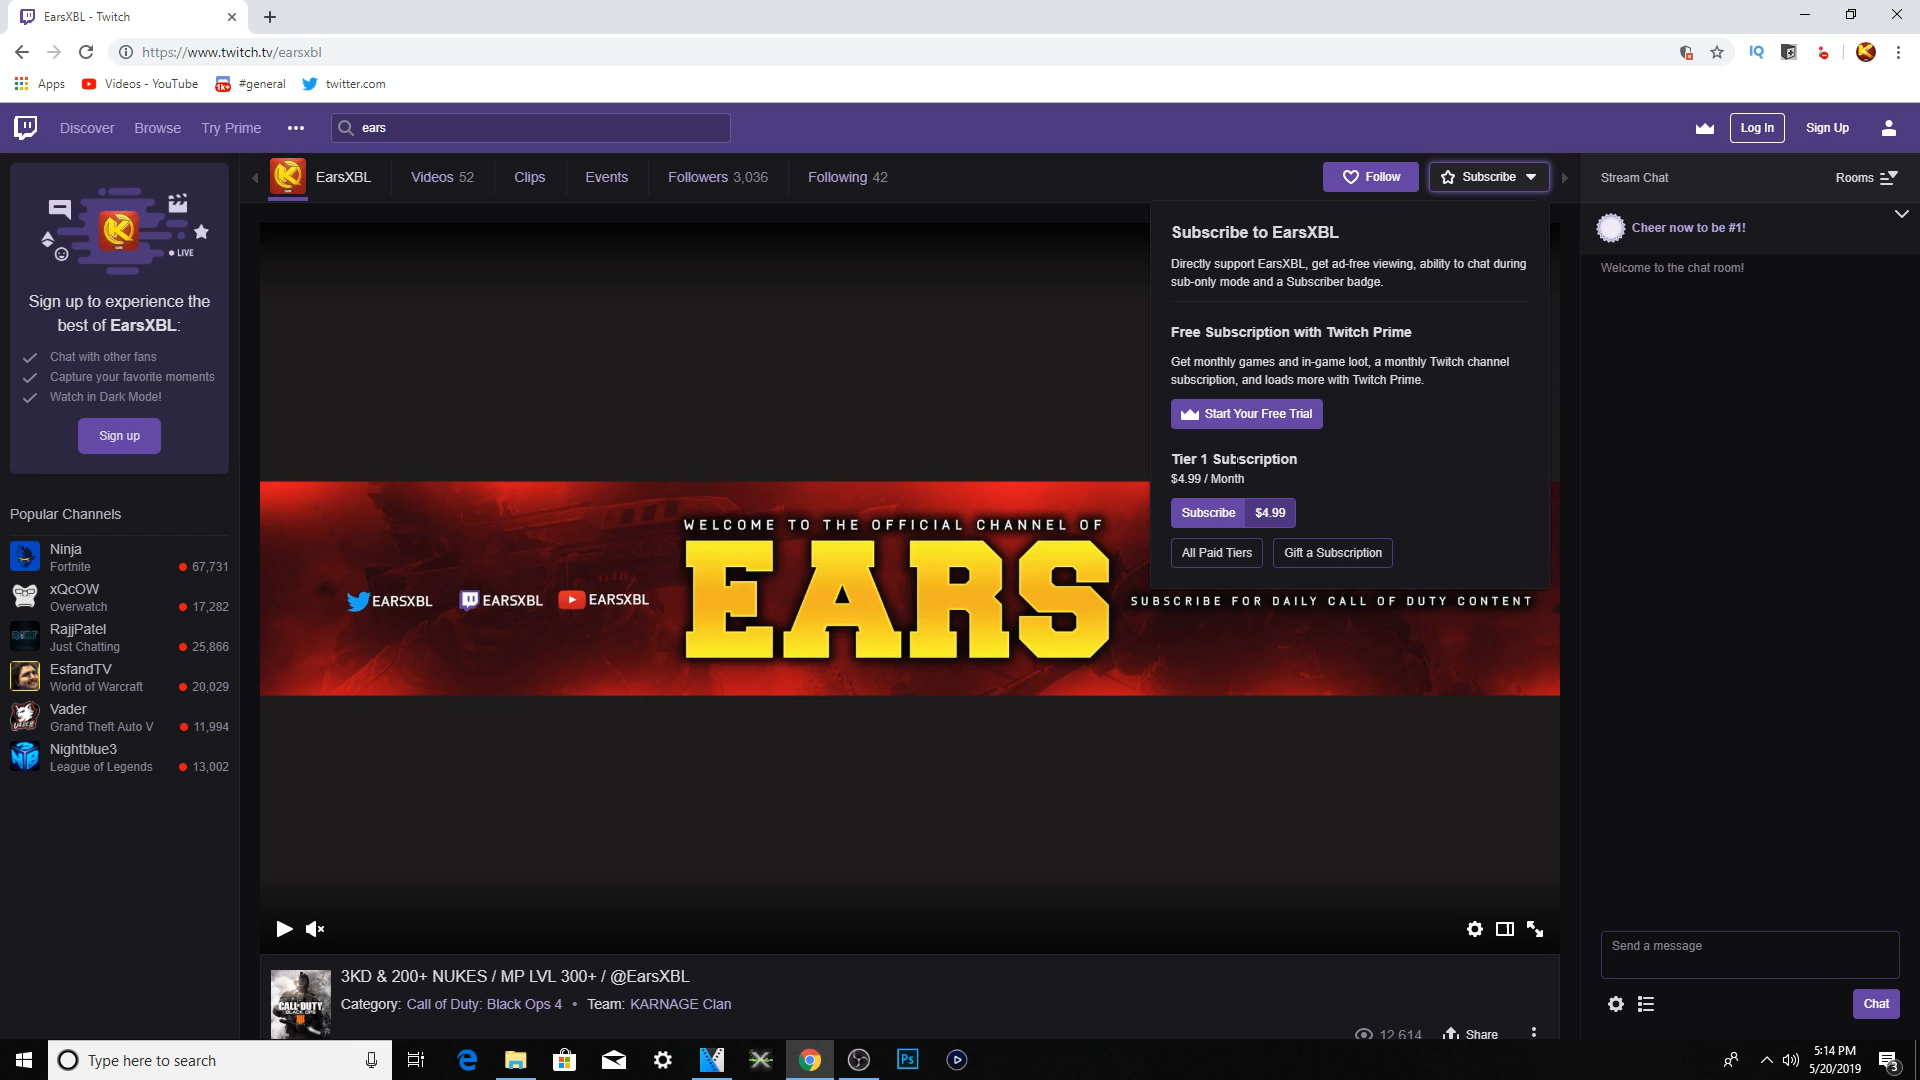 EarsXBL - Twitch
https://www.twitch.tv/earsxbl
IQ
Apps
Videos - YouTube
1k+
#general
twitter.com
Discover
Browse
Try Prime
ears
Log In
Sign Up
LIVE
Sign up to experience the
best of EarsXBL:
Chat with other fans
Capture your favorite moments
Watch in Dark Mode!
Sign up
Popular Channels
Ninja
Fortnite
67,731
xQcOW
Overwatch
17,282
RajjPatel
Just Chatting
25,866
EsfandTV
World of Warcraft
20,029
Vader
Grand Theft Auto V
11,994
Nightblue3
League of Legends
13,002
EarsXBL
Videos 52
Clips
Events
Followers 3,036
Following 42
Follow
Subscribe
Subscribe to EarsXBL
Directly support EarsXBL, get ad-free viewing, ability to chat during
sub-only mode and a Subscriber badge.
Free Subscription with Twitch Prime
Get monthly games and in-game loot, a monthly Twitch channel
subscription, and loads more with Twitch Prime.
Start Your Free Trial
Tier 1 Subscription
$4.99 / Month
Subscribe $4.99
All Paid Tiers
Gift a Subscription
WELCOME TO THE OFFICIAL CHANNEL OF
EARS
EARSXBL
EARSXBL
EARSXBL
SUBSCRIBE FOR DAILY CALL OF DUTY CONTENT
CALL OF DUTY
BLACK OPS
3KD & 200+ NUKES / MP LVL 300+ / @EarsXBL
Category: Call of Duty: Black Ops 4 • Team: KARNAGE Clan
12,614
Share
Stream Chat
Rooms
Cheer now to be #1!
Welcome to the chat room!
Send a message
Chat
Type here to search
Ps
5:14 PM
5/20/2019
3